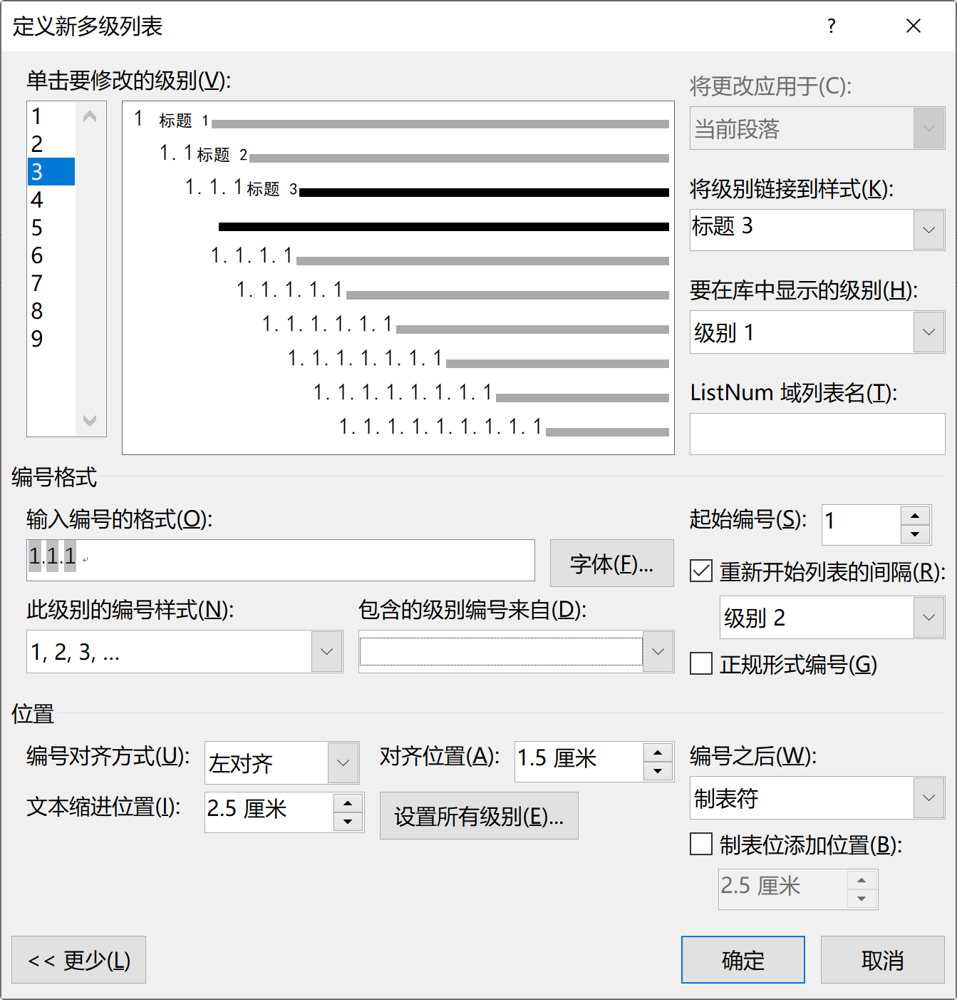 定义新多级列表
?
单击要修改的级别(V):
1
2
3
4
5
6
7
8
9
1 标题 1
1.1标题 2
1.1.1标题 3
1.1.1.1
1.1.1.1.1
1.1.1.1.1.1
1.1.1.1.1.1.1
1.1.1.1.1.1.1.1
1.1.1.1.1.1.1.1.1
将更改应用于(C):
当前段落
将级别链接到样式(K):
标题 3
要在库中显示的级别(H):
级别 1
ListNum 域列表名(T):
编号格式
输入编号的格式(O):
1.1.1
字体(F)...
起始编号(S):
1
重新开始列表的间隔(R):
级别 2
此级别的编号样式(N):
1, 2, 3, ...
包含的级别编号来自(D):
正规形式编号(G)
位置
编号对齐方式(U):
左对齐
对齐位置(A):
1.5 厘米
编号之后(W):
制表符
文本缩进位置(I):
2.5 厘米
设置所有级别(E)...
制表位添加位置(B):
2.5 厘米
<< 更少(L)
确定
取消